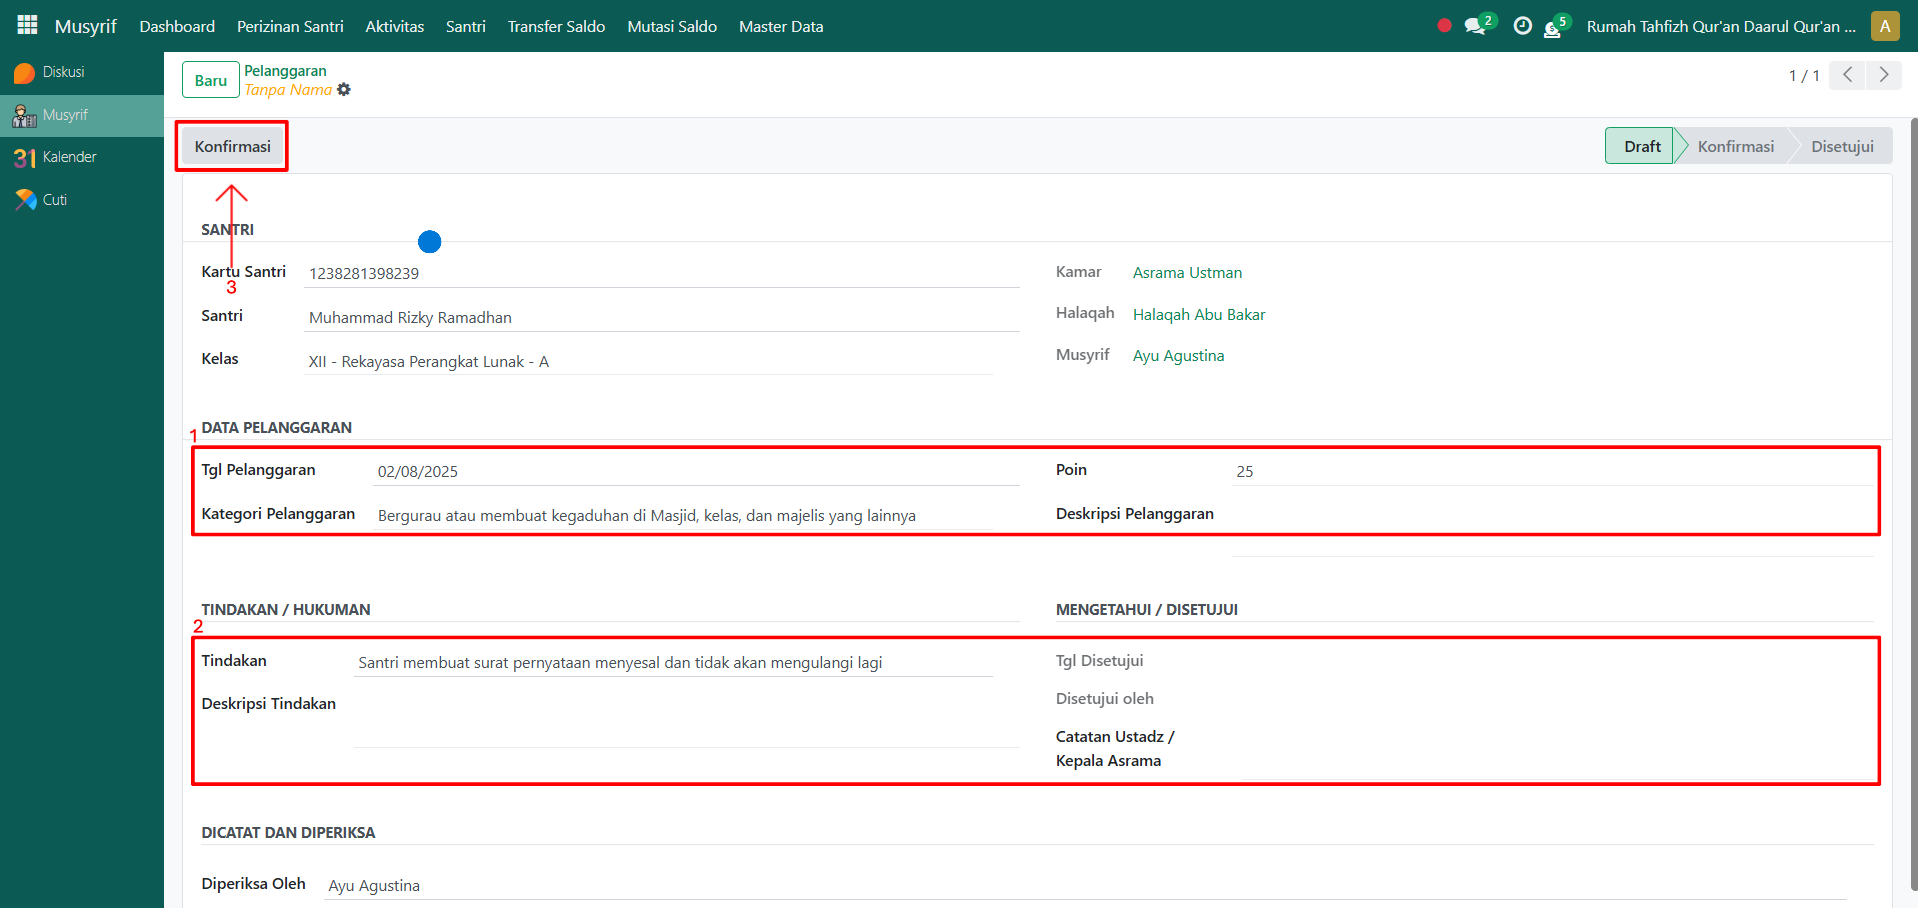 Musyrif Dashboard Perizinan Santri Aktivitas Santri Transfer Saldo Mutasi Saldo Master Data 2 5 Rumah Tahfizh Qur'an Daarul Qur'an ... A
Diskusi
Musyrif
31 Kalender
Cuti
Baru
Pelanggaran
Tanpa Nama
1 / 1
Konfirmasi
Draft Konfirmasi Disetujui
SANTRI
Kartu Santri 1238281398239
3
Santri Muhammad Rizky Ramadhan
Kelas XII - Rekayasa Perangkat Lunak - A
Kamar Asrama Ustman
Halaqah Halaqah Abu Bakar
Musyrif Ayu Agustina
DATA PELANGGARAN
1
Tgl Pelanggaran 02/08/2025
Kategori Pelanggaran Bergurau atau membuat kegaduhan di Masjid, kelas, dan majelis yang lainnya
Poin 25
Deskripsi Pelanggaran
TINDAKAN / HUKUMAN
2
Tindakan Santri membuat surat pernyataan menyesal dan tidak akan mengulangi lagi
Deskripsi Tindakan
MENGETAHUI / DISETUJUI
Tgl Disetujui
Disetujui oleh
Catatan Ustadz /
Kepala Asrama
DICATAT DAN DIPERIKSA
Diperiksa Oleh Ayu Agustina